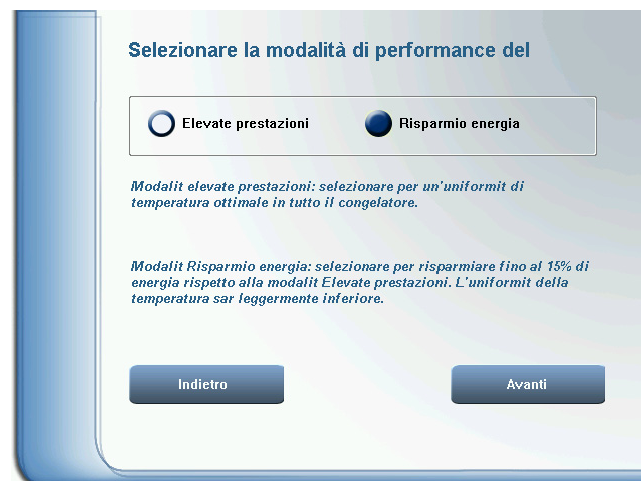 Selezionare la modalità di performance del
Elevate prestazioni
Risparmio energia
Modalit elevate prestazioni: selezionare per un'uniformit di
temperatura ottimale in tutto il congelatore.
Modalit Risparmio energia: selezionare per risparmiare fino al 15% di
energia rispetto alla modalit Elevate prestazioni. L'uniformit della
temperatura sar leggermente inferiore.
Indietro
Avanti